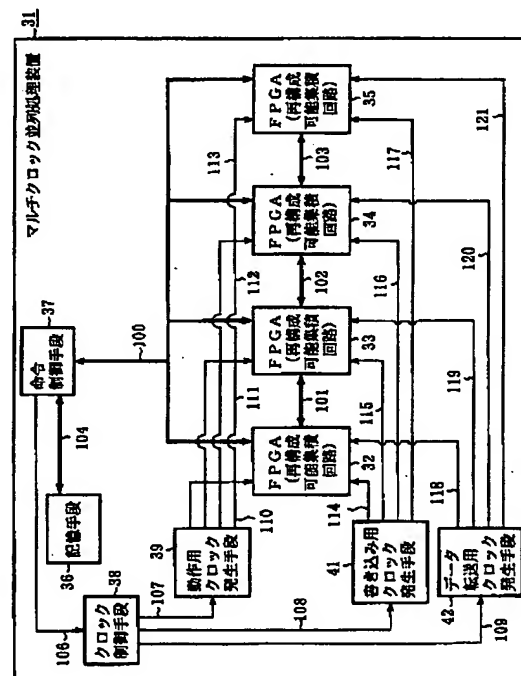 31
マルチクロック並列処理装置
37
命令
制御手段
104
記憶手段
36
100
106
38
クロック
制御手段
107
108
109
39
動作用
クロック
発生手段
110
111
112
113
FPGA
(再構成
可能集積
回路)
32
101
FPGA
(再構成
可能集積
回路)
33
102
FPGA
(再構成
可能集積
回路)
34
103
FPGA
(再構成
可能集積
回路)
35
41
書き込み用
クロック
発生手段
114
115
116
117
42
データ
転送用
クロック
発生手段
118
119
120
121